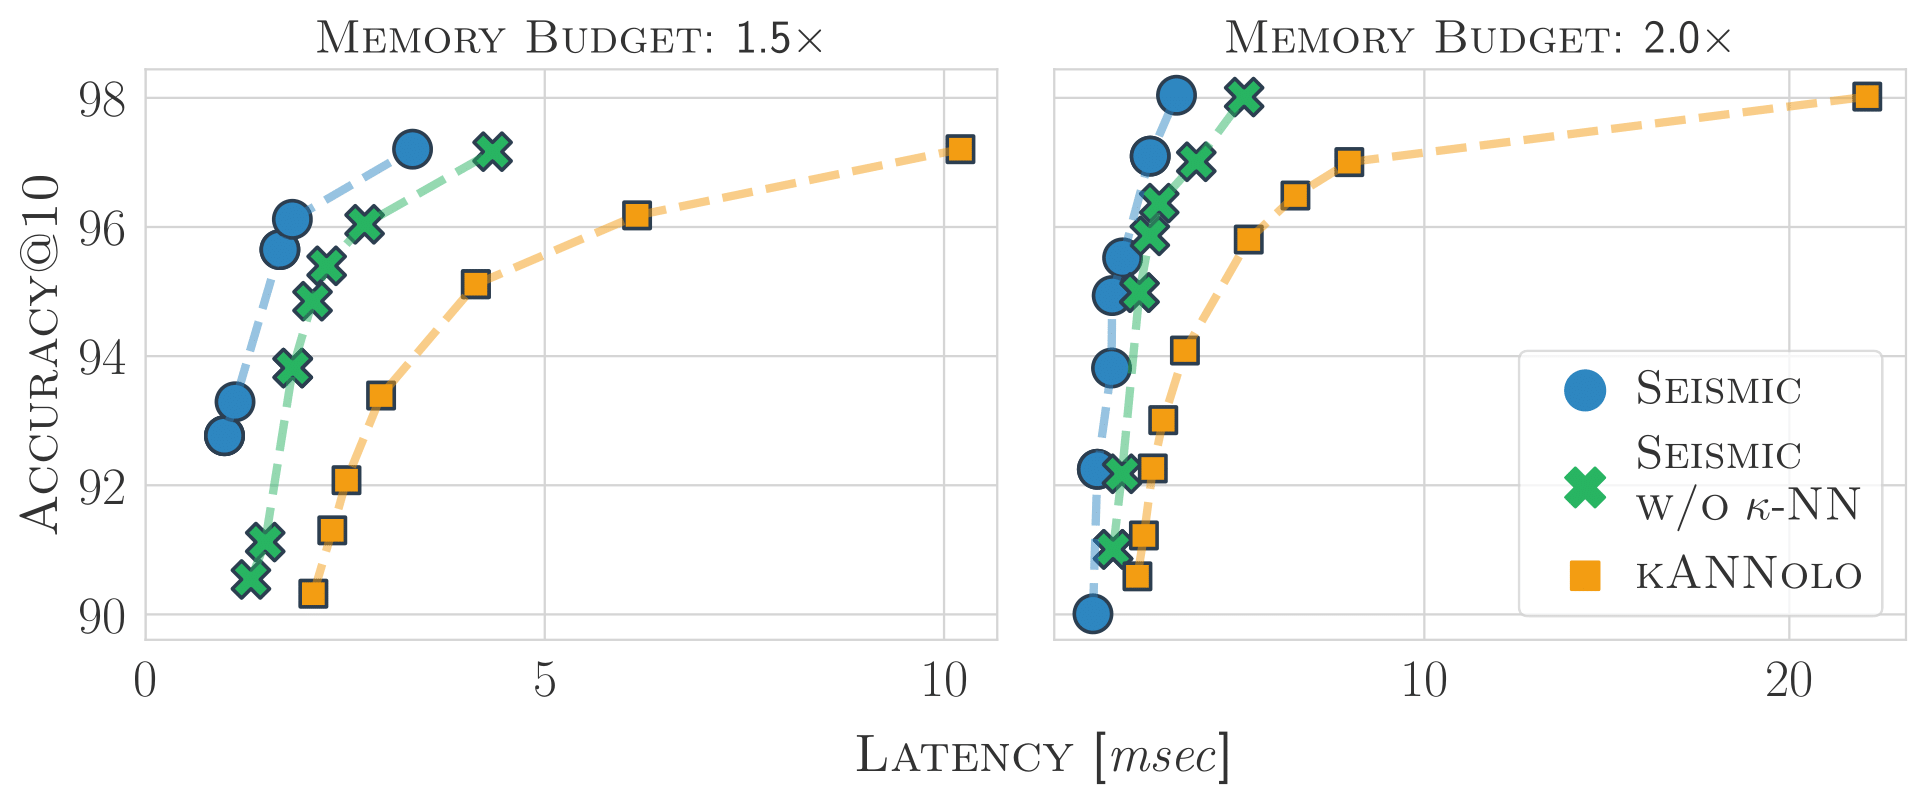 Memory Budget: 1.5×
Memory Budget: 2.0×
Accuracy@10
98
96
94
92
90
0 5 10
10 20
Seismic
Seismic
w/o κ-NN
kANNolo
Latency [msec]